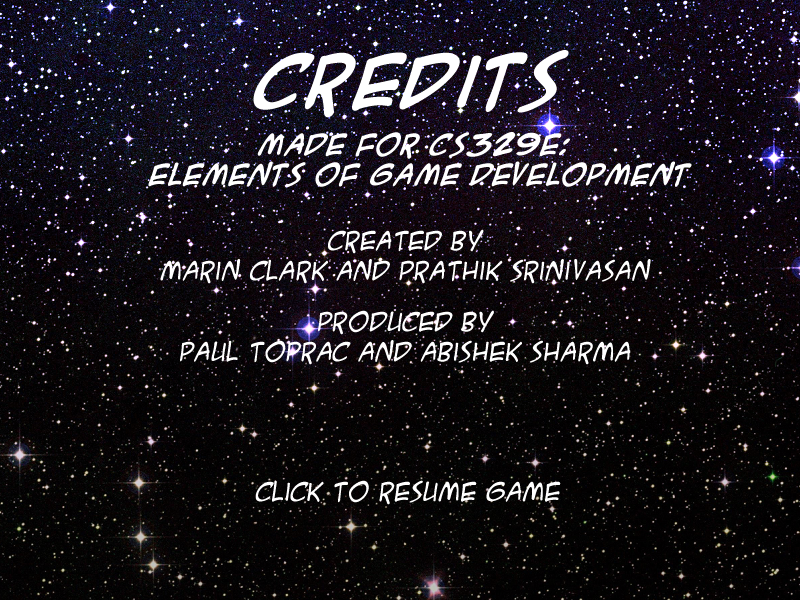 CREDITS
MADE FOR CS329E:
ELEMENTS OF GAME DEVELOPMENT
CREATED BY
MARIN CLARK AND PRATHIK SRINIVASAN
PRODUCED BY
PAUL TOPRAC AND ABISHEK SHARMA
CLICK TO RESUME GAME